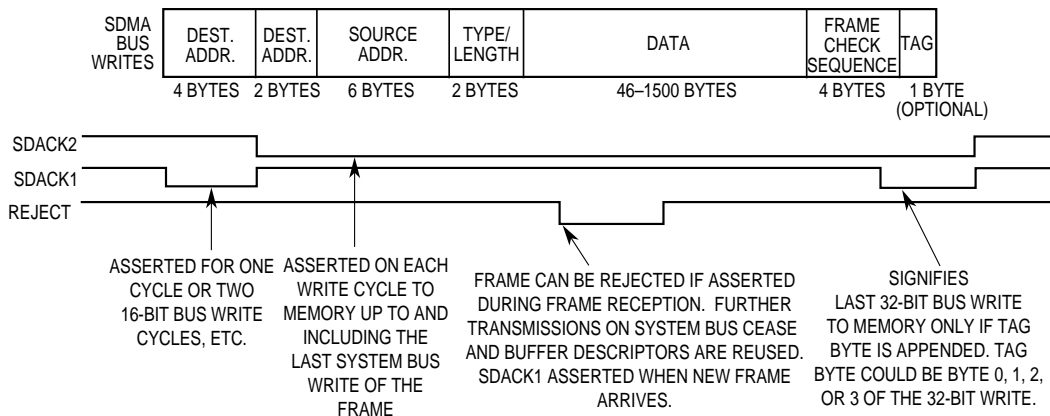 SDMA
BUS
WRITES
DEST.
ADDR.
DEST.
ADDR.
SOURCE
ADDR.
TYPE/
LENGTH
DATA
FRAME
CHECK
SEQUENCE
TAG
4 BYTES
2 BYTES
6 BYTES
2 BYTES
46–1500 BYTES
4 BYTES
1 BYTE
(OPTIONAL)
SDACK2
SDACK1
REJECT
ASSERTED FOR ONE
CYCLE OR TWO
16-BIT BUS WRITE
CYCLES, ETC.
ASSERTED ON EACH
WRITE CYCLE TO
MEMORY UP TO AND
INCLUDING THE
LAST SYSTEM BUS
WRITE OF THE
FRAME
FRAME CAN BE REJECTED IF ASSERTED
DURING FRAME RECEPTION. FURTHER
TRANSMISSIONS ON SYSTEM BUS CEASE
AND BUFFER DESCRIPTORS ARE REUSED.
SDACK1 ASSERTED WHEN NEW FRAME
ARRIVES.
SIGNIFIES
LAST 32-BIT BUS WRITE
TO MEMORY ONLY IF TAG
BYTE IS APPENDED. TAG
BYTE COULD BE BYTE 0, 1, 2,
OR 3 OF THE 32-BIT WRITE.